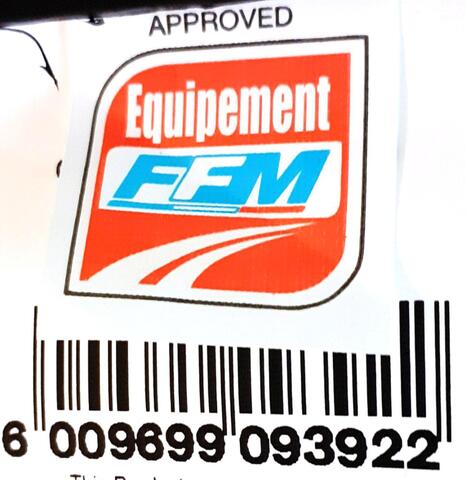 APPROVED
Equipement
FFM
6 009699 093922